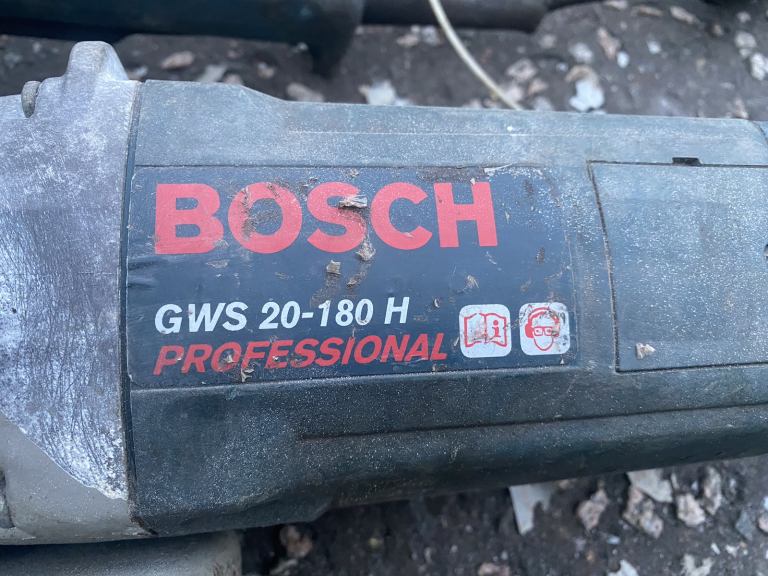 BOSCH
GWS 20-180 H
PROFESSIONAL